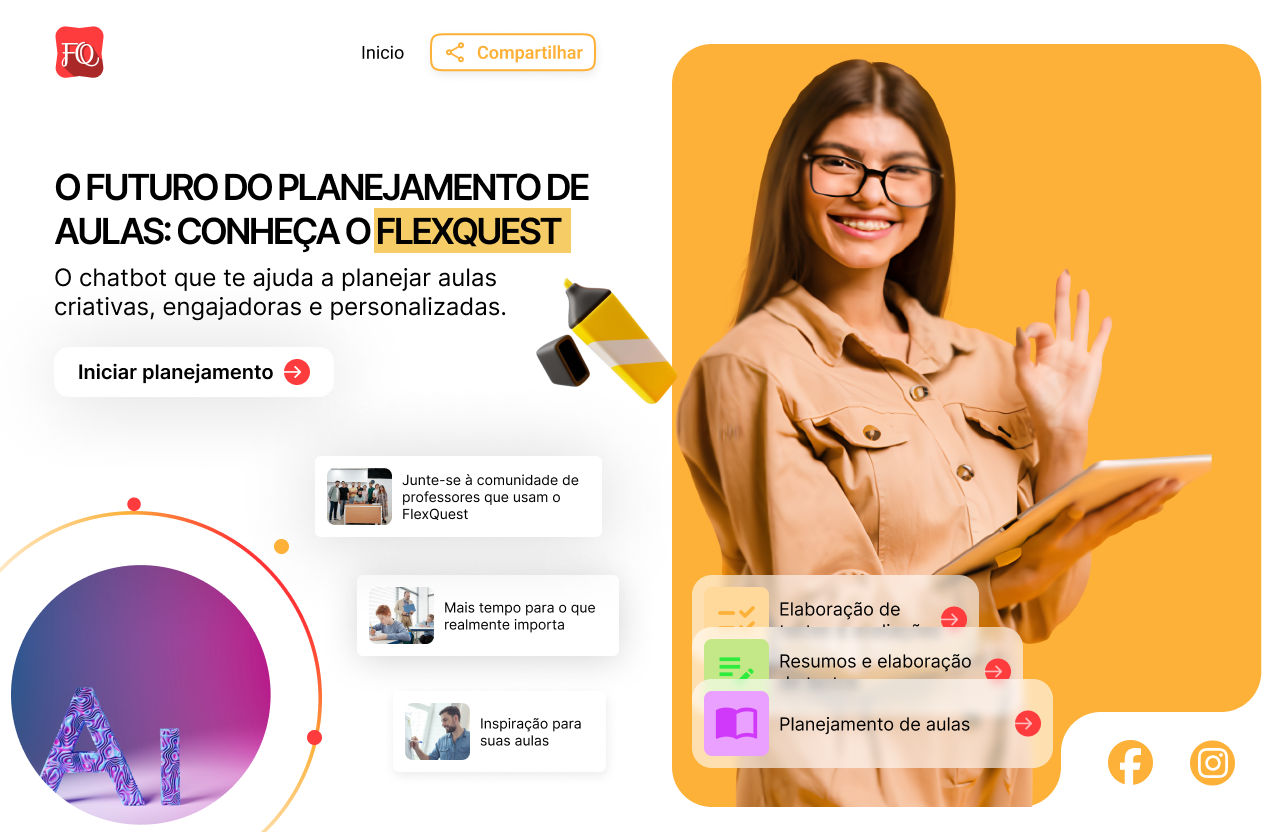 FQ
Inicio
Compartilhar
O FUTURO DO PLANEJAMENTO DE
AULAS: CONHEÇA O FLEXQUEST
O chatbot que te ajuda a planejar aulas
criativas, engajadoras e personalizadas.
Iniciar planejamento
Junte-se à comunidade de
professores que usam o
FlexQuest
Mais tempo para o que
realmente importa
Inspiração para
suas aulas
Ai
Elaboração de
Resumos e elaboração
Planejamento de aulas